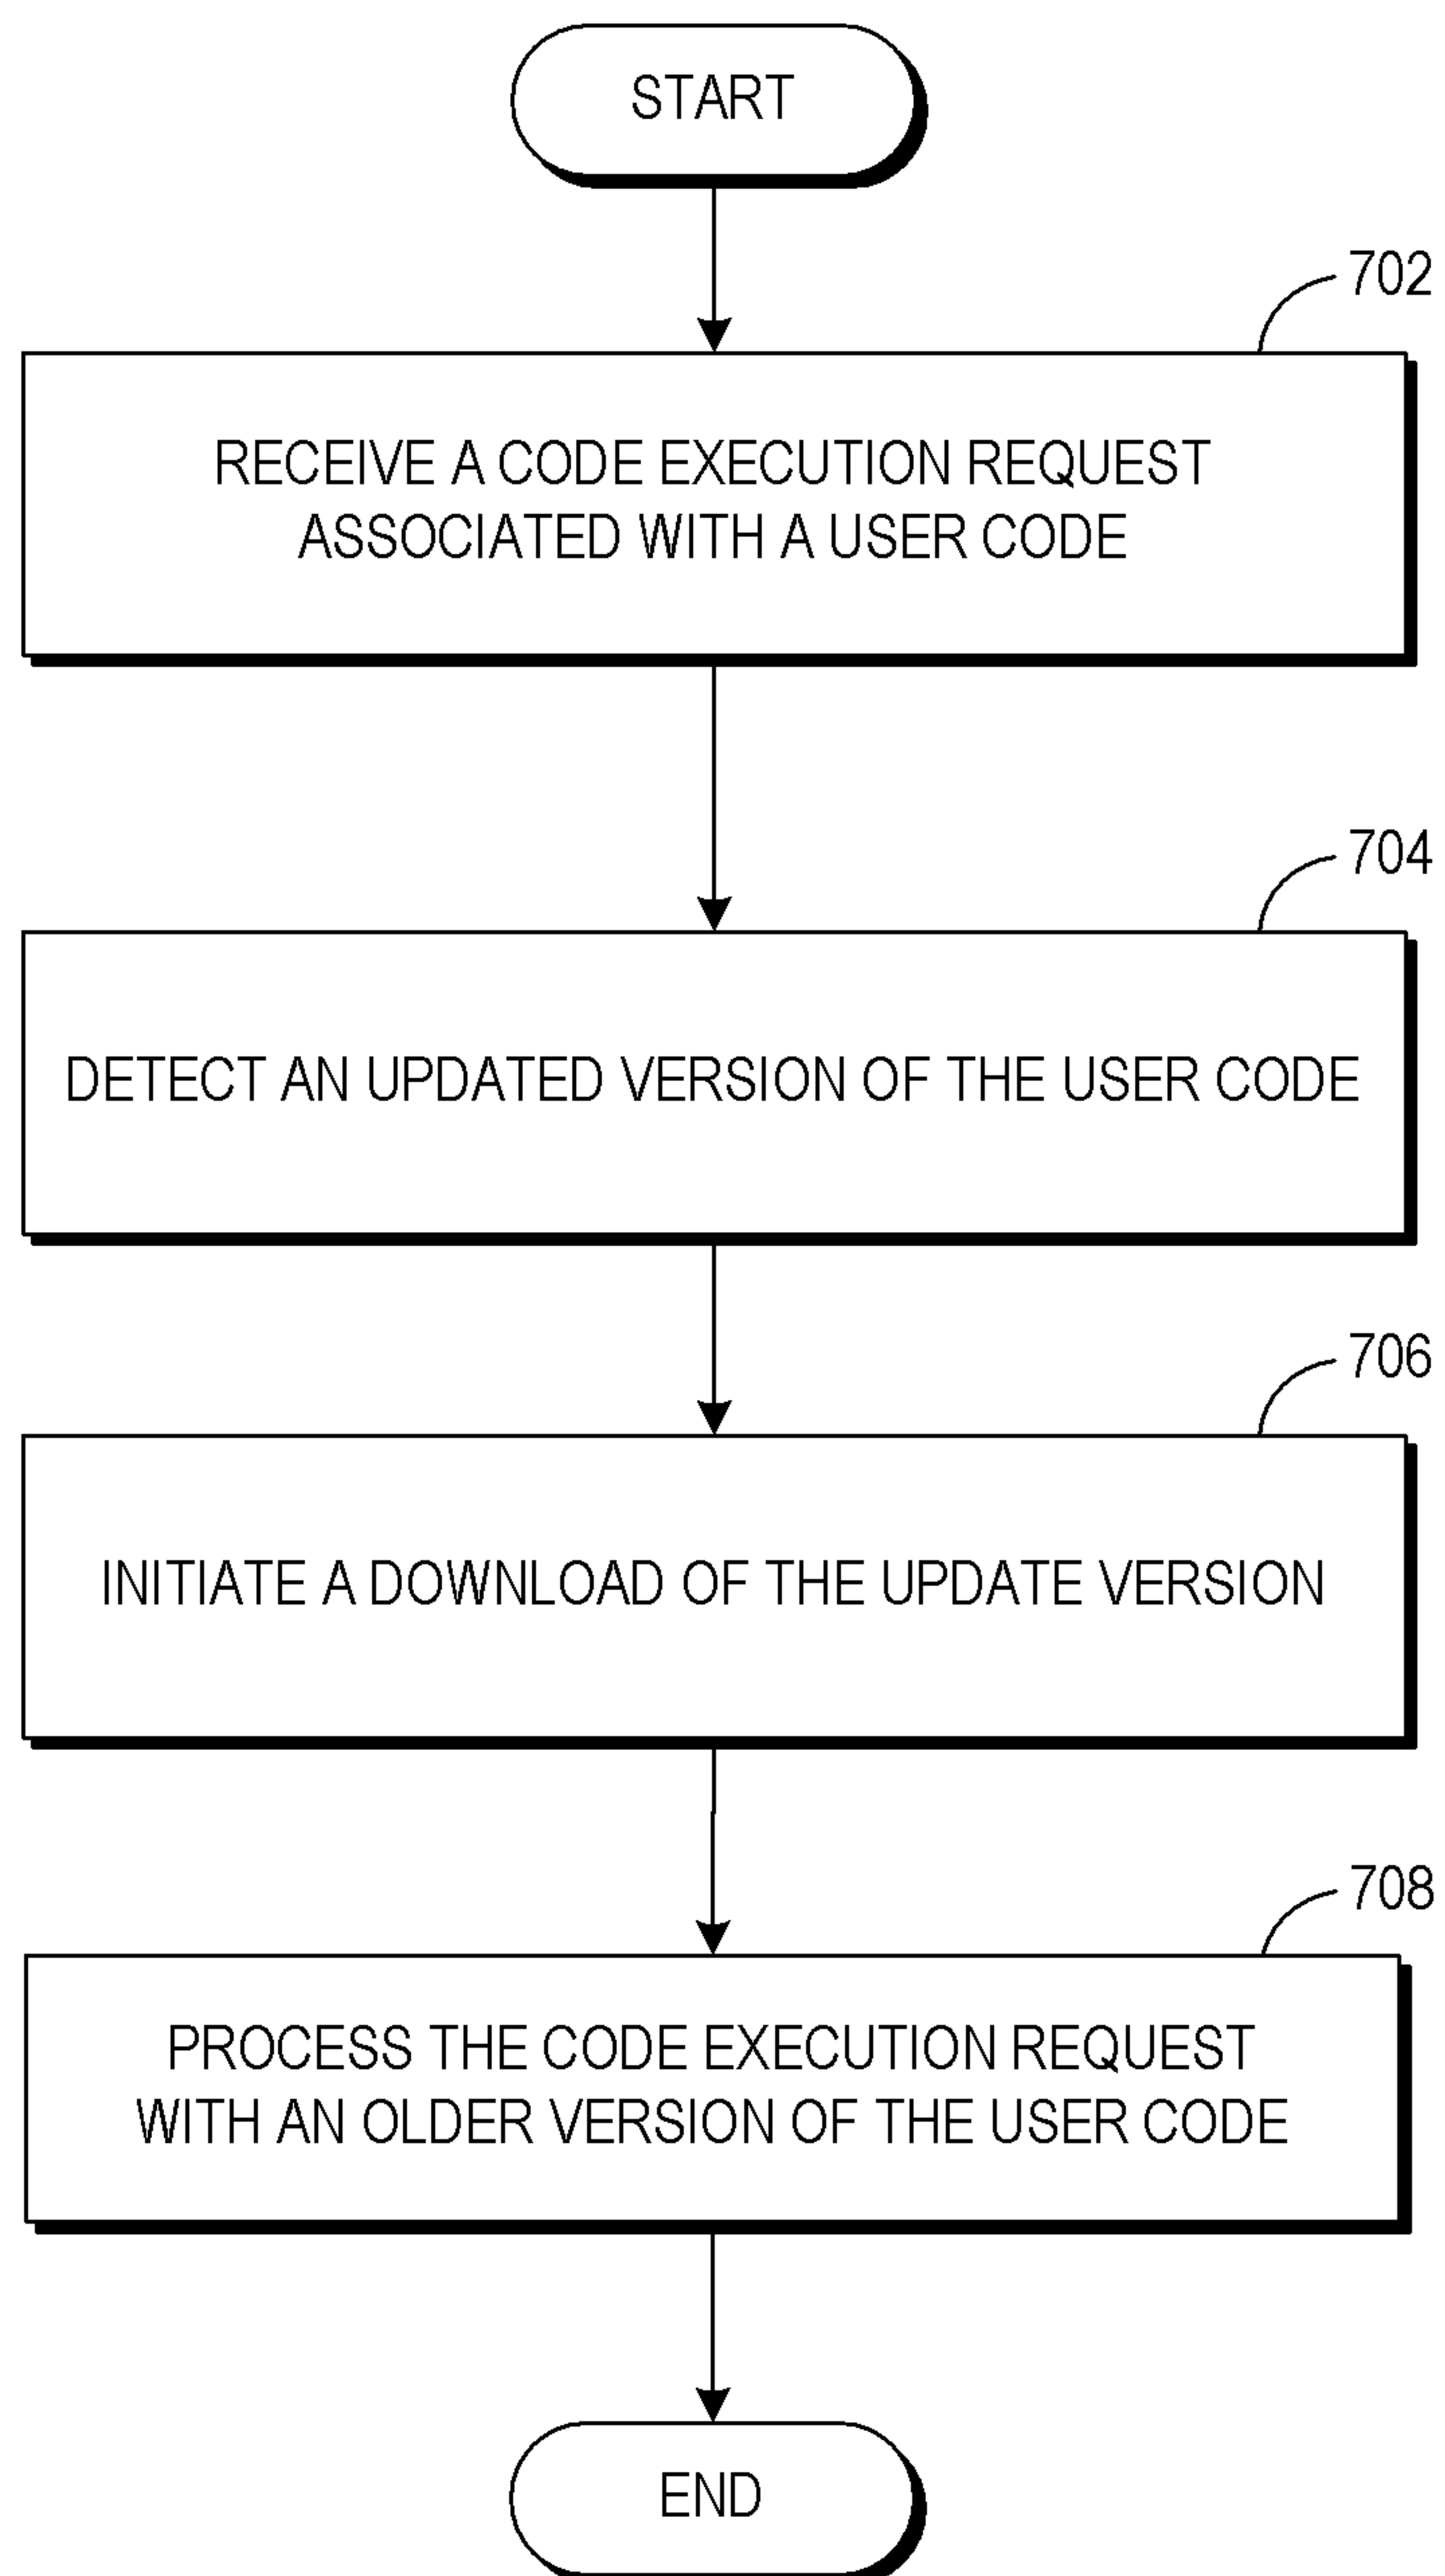 START
702
RECEIVE A CODE EXECUTION REQUEST
ASSOCIATED WITH A USER CODE
704
DETECT AN UPDATED VERSION OF THE USER CODE
706
INITIATE A DOWNLOAD OF THE UPDATE VERSION
708
PROCESS THE CODE EXECUTION REQUEST
WITH AN OLDER VERSION OF THE USER CODE
END